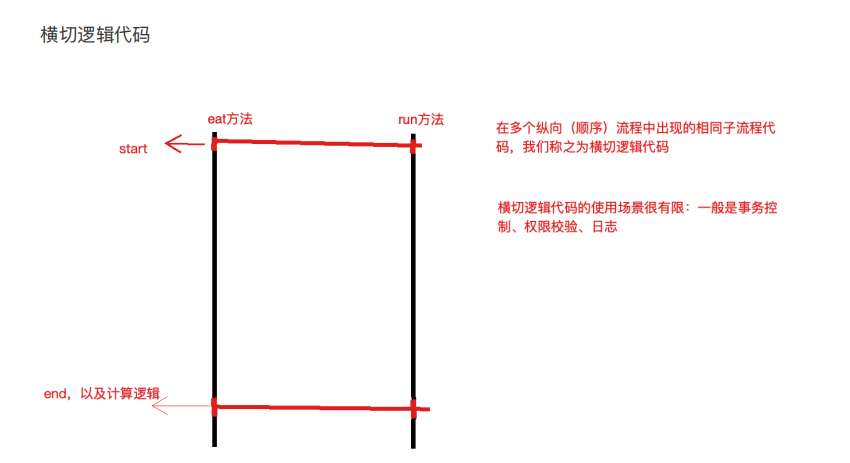 横切逻辑代码
eat方法
run方法
start
在多个纵向（顺序）流程中出现的相同子流程代
码，我们称之为横切逻辑代码
横切逻辑代码的使用场景很有限：一般是事务控
制、权限校验、日志
end，以及计算逻辑